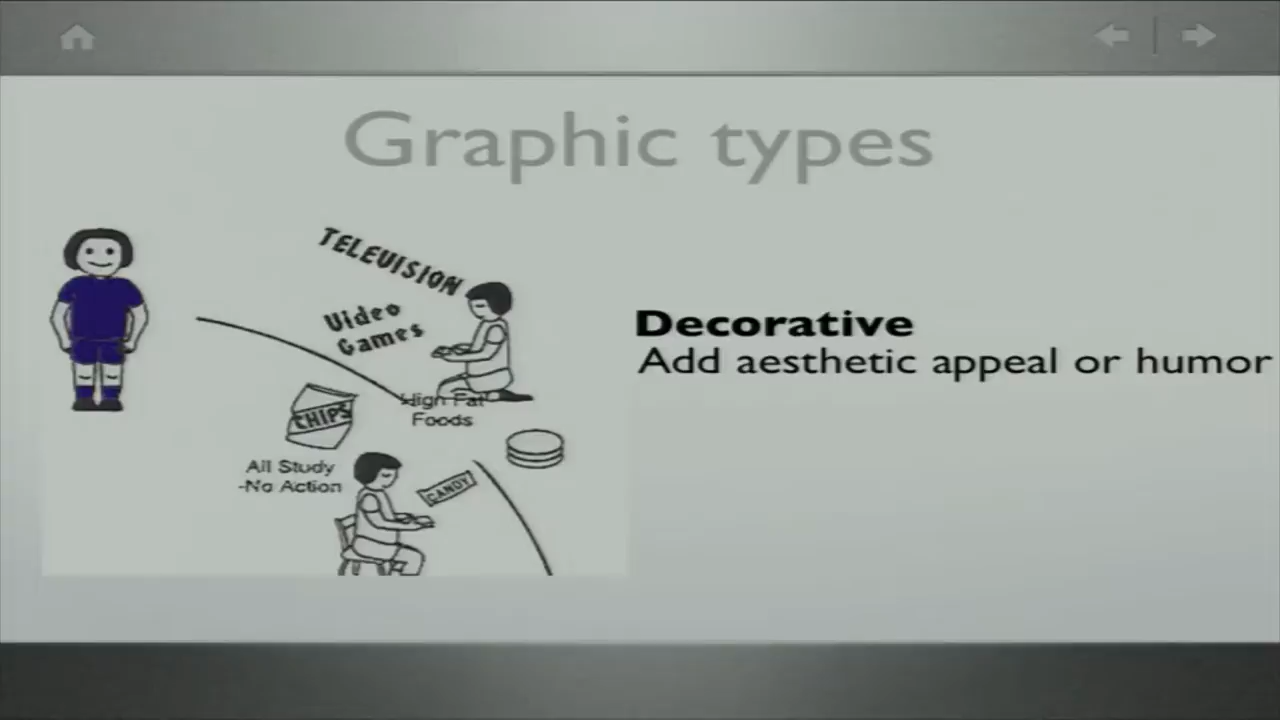 Graphic types
TELEVISION
Video
Games
CHIPS
High Fat
Foods
All Study
-No Action
CANDY
Decorative
Add aesthetic appeal or humor